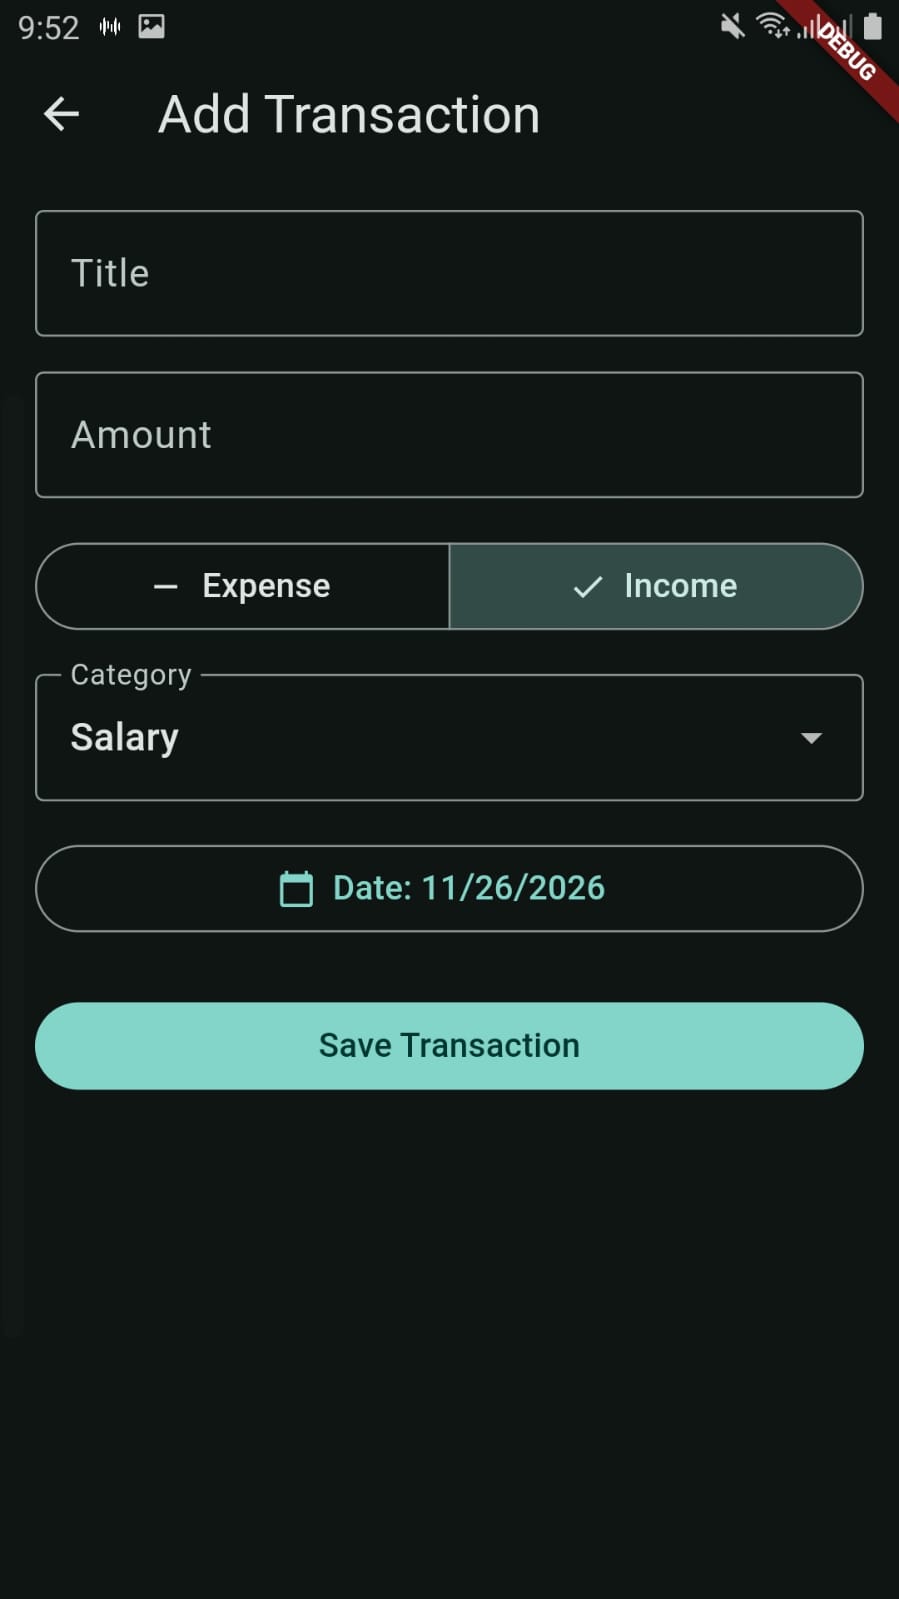 9:52
DEBUG
Add Transaction
Title
Amount
Expense
Income
Category
Salary
Date: 11/26/2026
Save Transaction